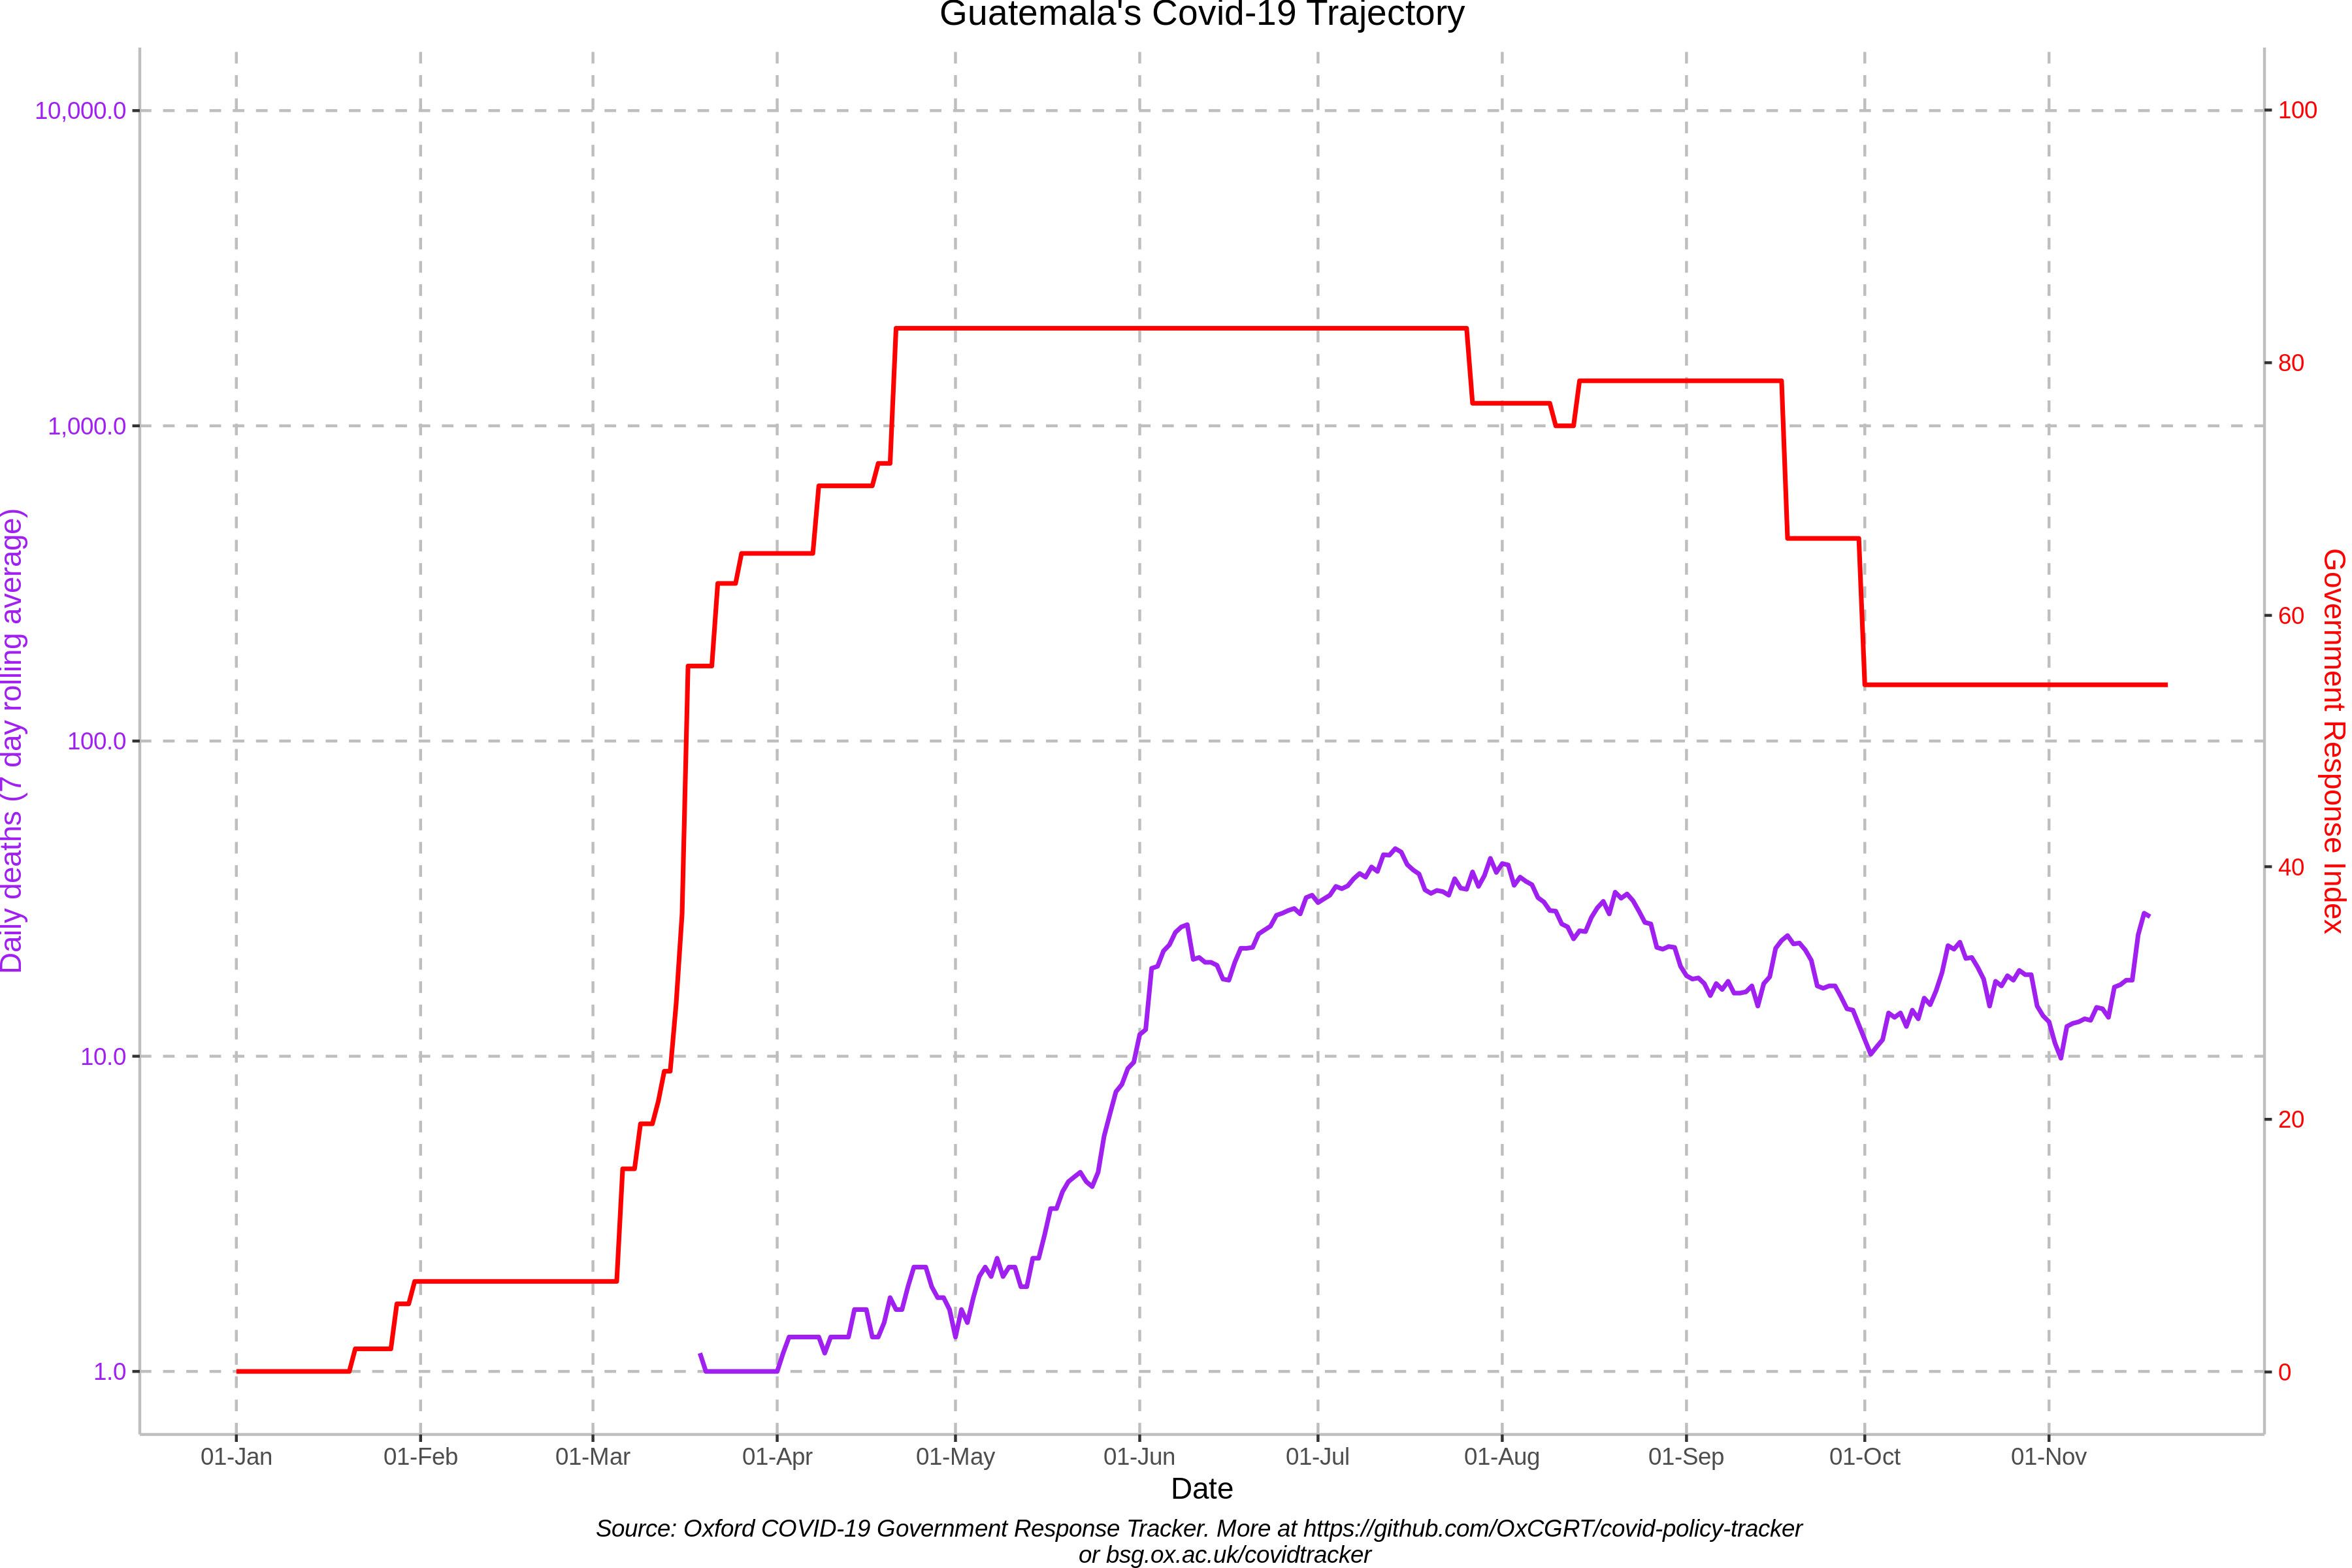 Guatemala's Covid-19 Trajectory
10,000.0
1,000.0
100.0
10.0
1.0
Daily deaths (7 day rolling average)
100
80
60
40
20
0
Government Response Index
01-Jan 01-Feb 01-Mar 01-Apr 01-May 01-Jun 01-Jul 01-Aug 01-Sep 01-Oct 01-Nov
Date
Source: Oxford COVID-19 Government Response Tracker. More at https://github.com/OxCGRT/covid-policy-tracker
or bsg.ox.ac.uk/covidtracker